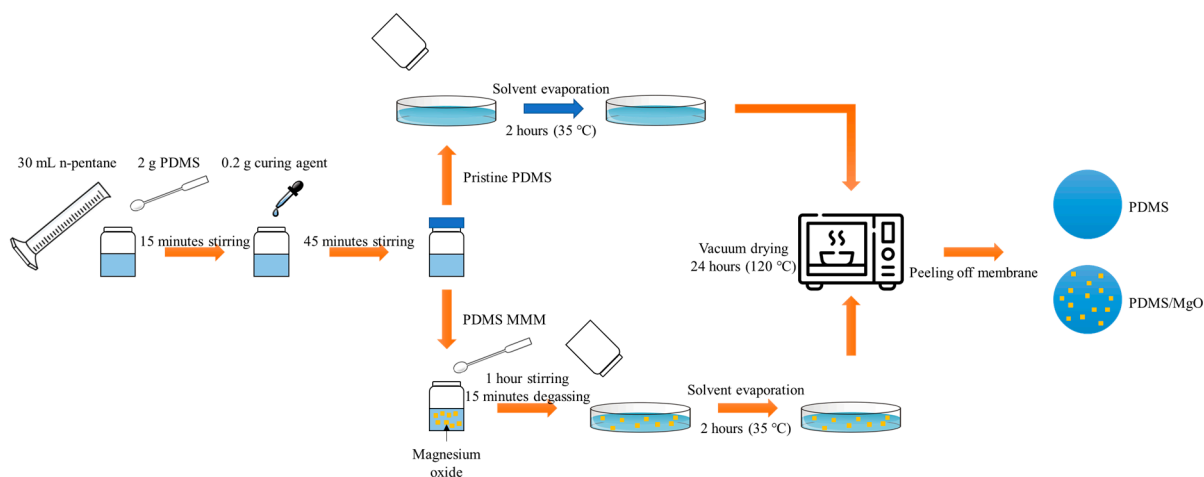 Solvent evaporation
2 hours (35 °C)
30 mL n-pentane
2 g PDMS
0.2 g curing agent
Pristine PDMS
15 minutes stirring
45 minutes stirring
Vacuum drying
24 hours (120 °C)
Peeling off membrane
PDMS
PDMS/MgO
PDMS MMM
1 hour stirring
15 minutes degassing
Solvent evaporation
2 hours (35 °C)
Magnesium
oxide